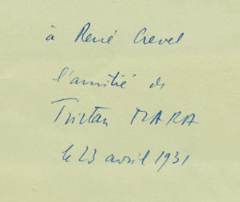 à René Crevel
l'amitié de
Tristan TZARA
le 23 avril 1931